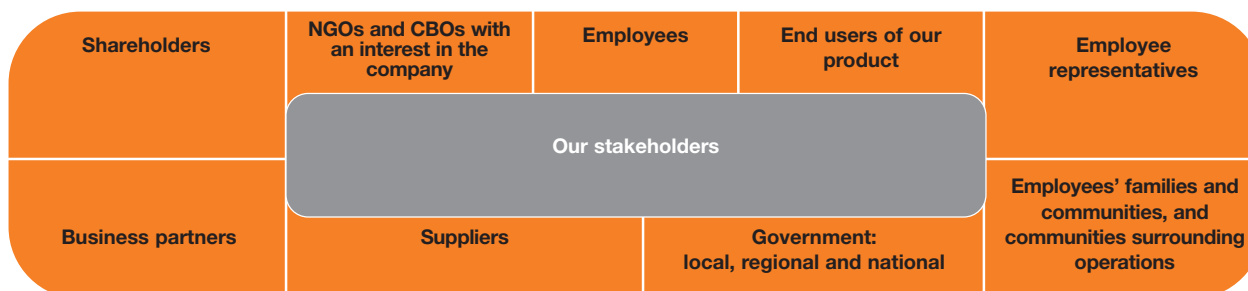 Shareholders
NGOs and CBOs with
an interest in the
company
Employees
End users of our
product
Employee
representatives
Our stakeholders
Business partners
Suppliers
Government:
local, regional and national
Employees’ families and
communities, and
communities surrounding
operations